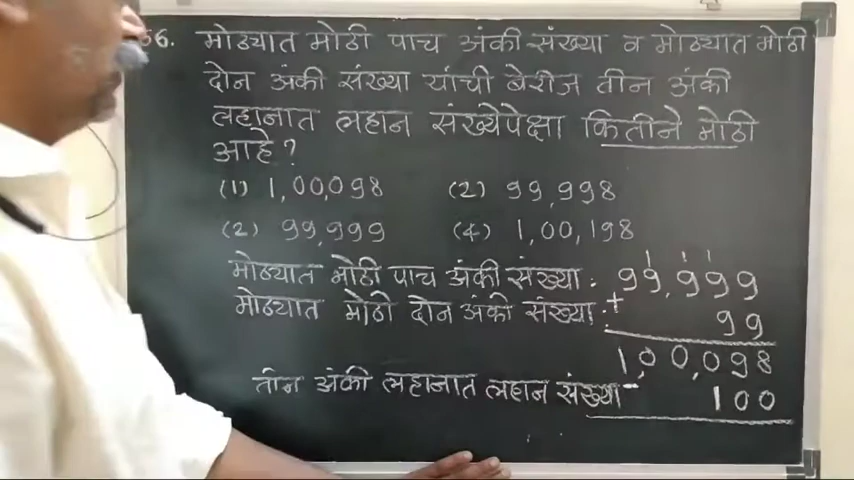 56. मोठ्यात मोठी पाच अंकी संख्या व मोठ्यात मोठी
दोन अंकी संख्या यांची बेरीज तीन अंकी
लहानात लहान संख्येपेक्षा कितीने मोठी
आहे?
(1) 1,00,098 (2) 99,998
(2) 99,999 (4) 1,00,198
मोठ्यात मोठी पाच अंकी संख्या : 99,999
मोठ्यात मोठी दोन अंकी संख्या : + 99
1,00,098
तीन अंकी लहानात लहान संख्या - 100